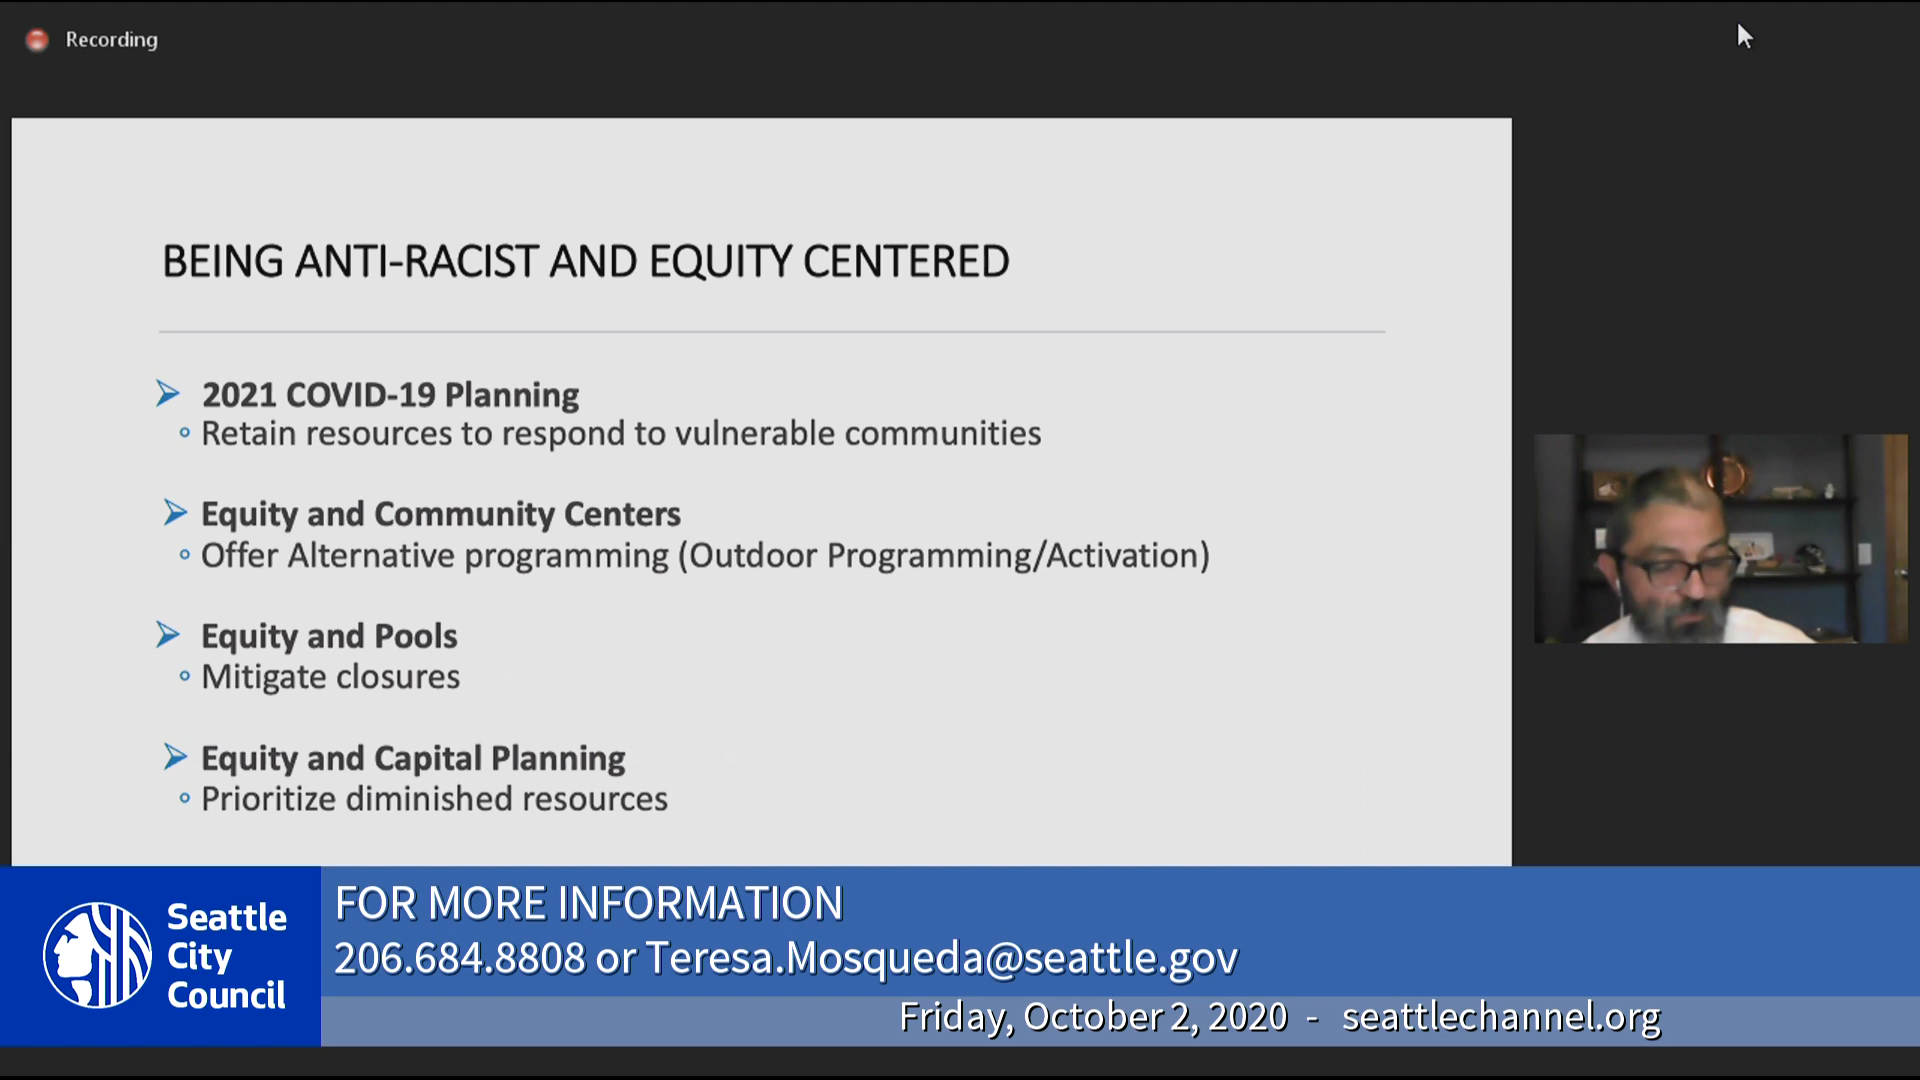 Recording
BEING ANTI-RACIST AND EQUITY CENTERED
2021 COVID-19 Planning
Retain resources to respond to vulnerable communities
Equity and Community Centers
Offer Alternative programming (Outdoor Programming/Activation)
Equity and Pools
Mitigate closures
Equity and Capital Planning
Prioritize diminished resources
Seattle
City
Council
FOR MORE INFORMATION
206.684.8808 or Teresa.Mosqueda@seattle.gov
Friday, October 2, 2020 - seattlechannel.org